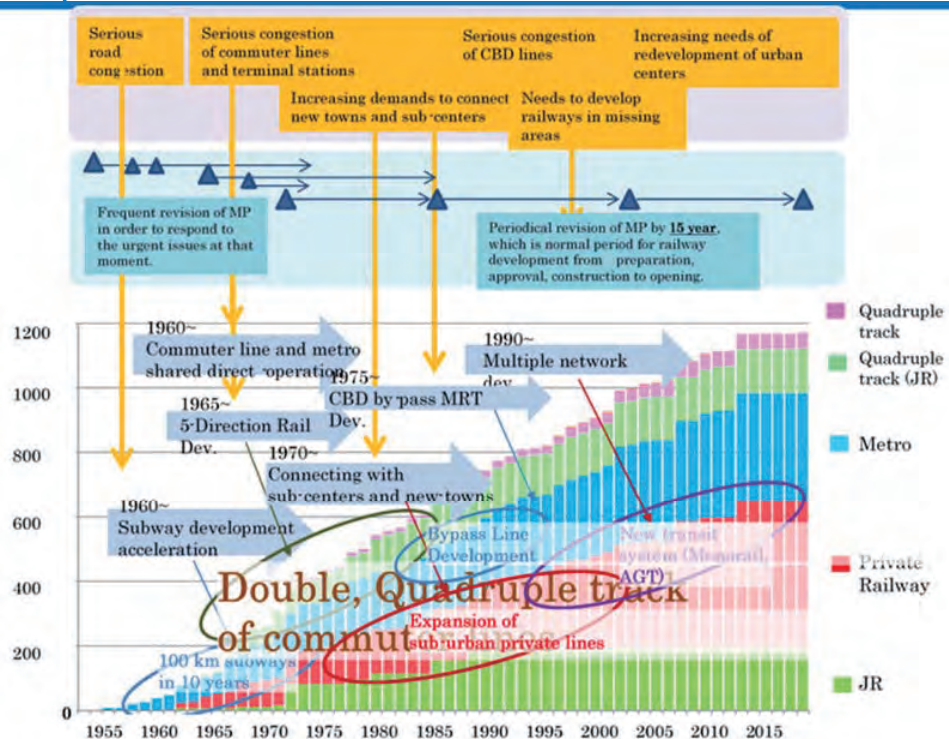 Serious
road
congestion
Serious congestion
of commuter lines
and terminal stations
Serious congestion
of CBD lines
Increasing needs of
redevelopment of urban
centers
Increasing demands to connect
new towns and sub-centers
Needs to develop
railways in missing
areas
Frequent revision of MP
in order to respond to
the urgent issues at that
moment.
Periodical revision of MP by 15 year,
which is normal period for railway
development from preparation,
approval, construction to opening.
1200
1000
800
600
400
200
0
1960~
Commuter line and metro
shared direct operation
1990~
Multiple network
dev.
1975~
CBD by-pass MRT
Dev.
1965~
5-Direction Rail
Dev.
1970~
Connecting with
sub-centers and new-towns
1960~
Subway development
acceleration
Bypass Line
Development
New transit
system (Monorail,
AGT)
Double, Quadruple track
of commuter lines
Expansion of
sub-urban private lines
100 km subways
in 10 years
Quadruple
track
Quadruple
track (JR)
Metro
Private
Railway
JR
1955 1960 1965 1970 1975 1980 1985 1990 1995 2000 2005 2010 2015